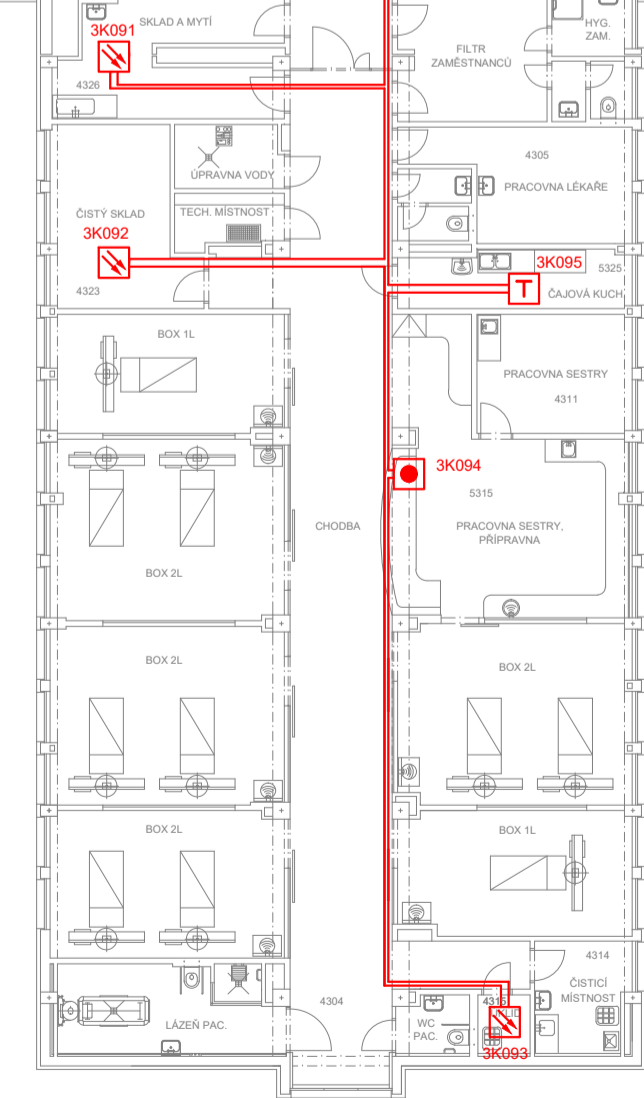 SKLAD A MYTÍ
3K091
4326
FILTR
ZAMĚSTNANCŮ
HYG.
ZAM.
ÚPRAVNA VODY
4305
PRACOVNA LÉKAŘE
ČISTÝ SKLAD
TECH. MÍSTNOST
3K092
4323
3K095
5325
T
ČAJOVÁ KUCH
BOX 1L
PRACOVNA SESTRY
4311
3K094
5315
CHODBA
PRACOVNA SESTRY,
PŘÍPRAVNA
BOX 2L
BOX 2L
BOX 2L
BOX 2L
BOX 1L
4314
ČISTICÍ
MÍSTNOST
4304
4315
ÚKLID
LÁZEŇ PAC.
WC
PAC.
3K093